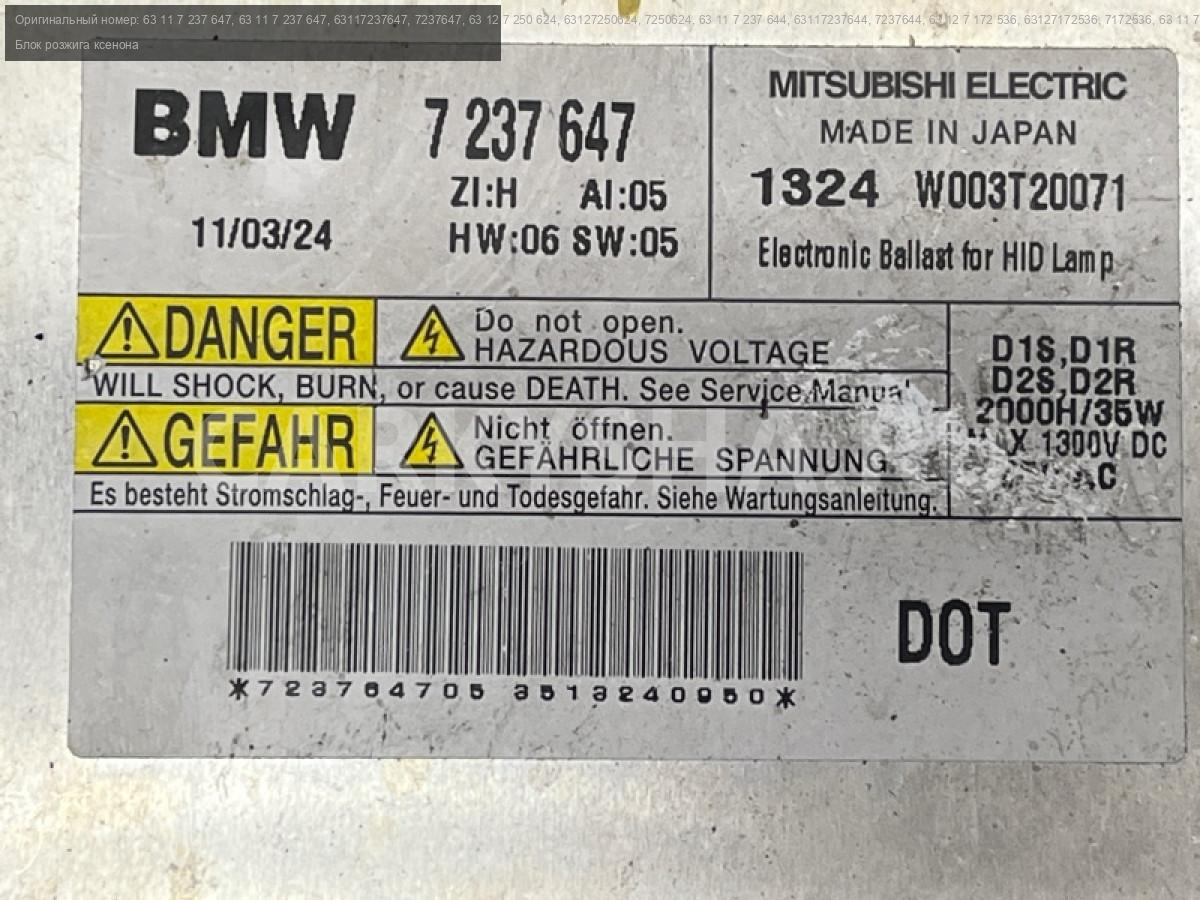 Оригинальный номер: 63 11 7 237 647, 63 11 7 237 647, 63117237647, 7237647, 63 12 7 250 624, 63127250624, 7250624, 63 11 7 237 644, 63117237644, 7237644, 63 12 7 172 536, 63127172536, 7172536, 63 11 7
Блок розжига ксенона
BMW 7 237 647
ZI:H AI:05
11/03/24 HW:06 SW:05
MITSUBISHI ELECTRIC
MADE IN JAPAN
1324 W003T20071
Electronic Ballast for HID Lamp
DANGER Do not open.
HAZARDOUS VOLTAGE
WILL SHOCK, BURN, or cause DEATH. See Service Manual
GEFAHR Nicht öffnen.
GEFÄHRLICHE SPANNUNG.
Es besteht Stromschlag-, Feuer- und Todesgefahr. Siehe Wartungsanleitung.
D1S,D1R
D2S,D2R
2000H/35W
1300V DC
DOT
*723764705 3513240950*